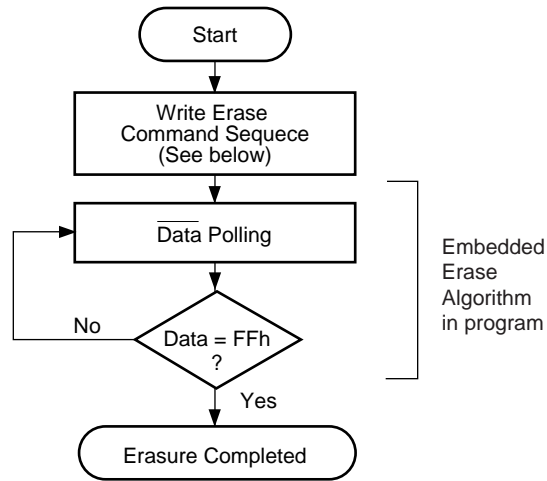 Start
Write Erase
Command Sequece
(See below)
Data Polling
Embedded
Erase
Algorithm
in program
No
Data = FFh
?
Yes
Erasure Completed